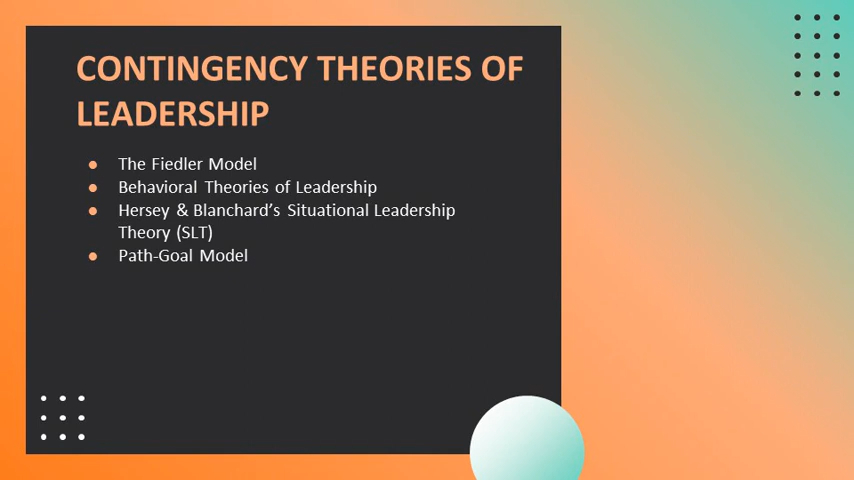 CONTINGENCY THEORIES OF
LEADERSHIP
● The Fiedler Model
● Behavioral Theories of Leadership
● Hersey & Blanchard's Situational Leadership
Theory (SLT)
● Path-Goal Model